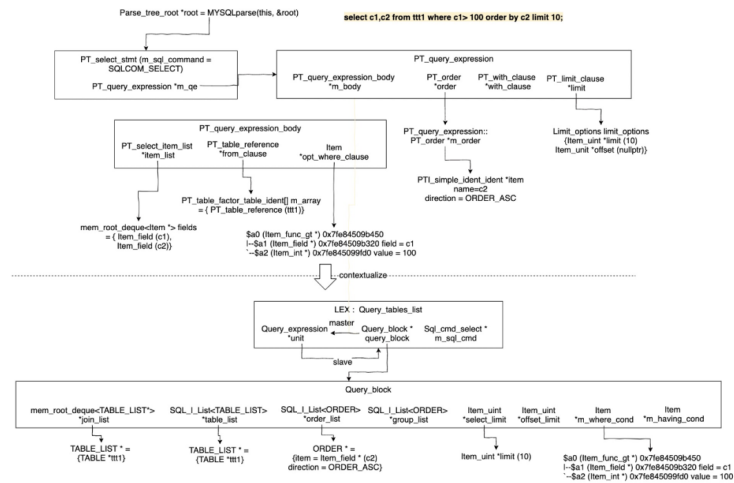 Parse_tree_root *root = MYSQLparse(this, &root)
select c1,c2 from ttt1 where c1> 100 order by c2 limit 10;
PT_select_stmt (m_sql_command =
SQLCOM_SELECT)
PT_query_expression *m_qe
PT_query_expression
PT_query_expression_body
*m_body
PT_order
*order
PT_with_clause
*with_clause
PT_limit_clause
*limit
PT_query_expression_body
PT_select_item_list
*item_list
PT_table_reference
*from_clause
Item
*opt_where_clause
PT_query_expression::
PT_order *m_order
Limit_options limit_options
{Item_uint *limit (10)
Item_unit *offset (nullptr)}
PTI_simple_ident_ident *item
name=c2
direction = ORDER_ASC
PT_table_factor_table_ident[] m_array
= { PT_table_reference (ttt1)}
mem_root_deque<Item *> fields
= { Item_field (c1),
Item_field (c2)}
$a0 (Item_func_gt *) 0x7fe84509b450
|--$a1 (Item_field *) 0x7fe84509b320 field = c1
`--$a2 (Item_int *) 0x7fe845099fd0 value = 100
contextualize
LEX : Query_tables_list
Query_expression
*unit
master
Query_block *
query_block
Sql_cmd_select *
m_sql_cmd
slave
Query_block
mem_root_deque<TABLE_LIST*>
*join_list
SQL_I_List<TABLE_LIST>
*table_list
SQL_I_List<ORDER>
*order_list
SQL_I_List<ORDER>
*group_list
Item_uint
*select_limit
Item_uint
*offset_limit
Item
*m_where_cond
Item
*m_having_cond
TABLE_LIST * =
{TABLE *ttt1}
TABLE_LIST * =
{TABLE *ttt1}
ORDER * =
{item = Item_field * (c2)
direction = ORDER_ASC}
Item_uint *limit (10)
$a0 (Item_func_gt *) 0x7fe84509b450
|--$a1 (Item_field *) 0x7fe84509b320 field = c1
`--$a2 (Item_int *) 0x7fe845099fd0 value = 100